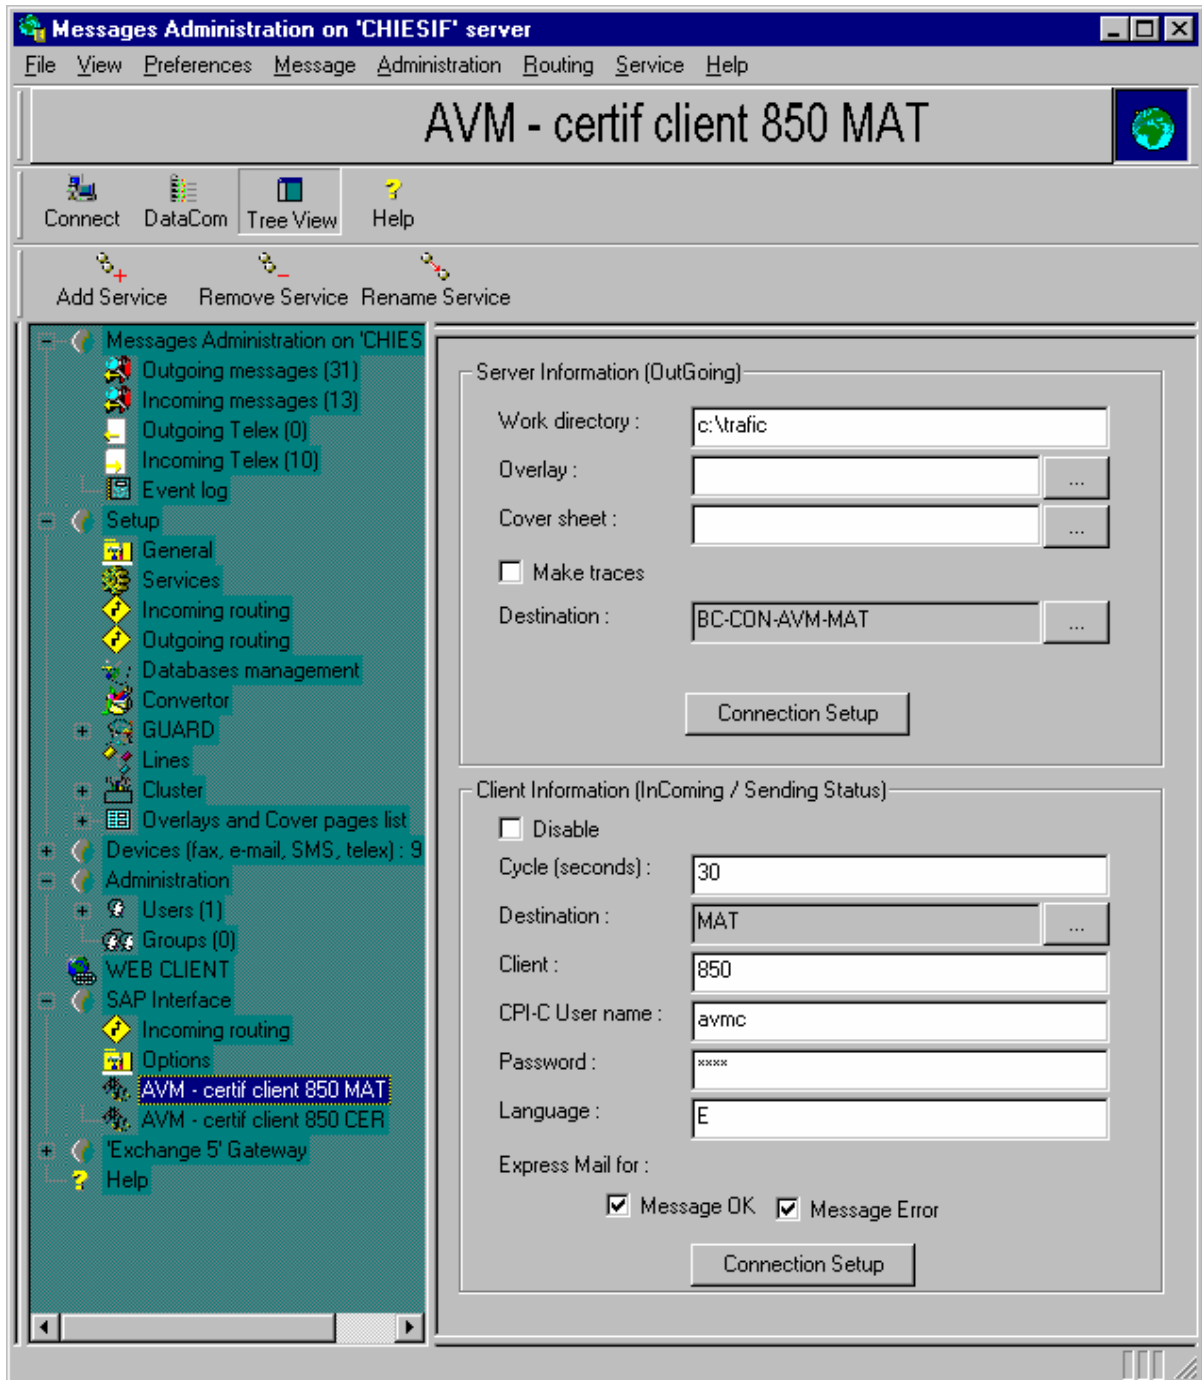 Messages Administration on 'CHIESIF' server
File View Preferences Message Administration Routing Service Help
AVM - certif client 850 MAT
Connect DataCom Tree View Help
Add Service Remove Service Rename Service
Messages Administration on 'CHIES
Outgoing messages (31)
Incoming messages (13)
Outgoing Telex (0)
Incoming Telex (10)
Event log
Setup
General
Services
Incoming routing
Outgoing routing
Databases management
Convertor
GUARD
Lines
Cluster
Overlays and Cover pages list
Devices (fax, e-mail, SMS, telex) : 9
Administration
Users (1)
Groups (0)
WEB CLIENT
SAP Interface
Incoming routing
Options
AVM - certif client 850 MAT
AVM - certif client 850 CER
'Exchange 5' Gateway
Help
Server Information (OutGoing)
Work directory : c:\trafic
Overlay : ...
Cover sheet : ...
Make traces
Destination : BC-CON-AVM-MAT ...
Connection Setup
Client Information (InComing / Sending Status)
Disable
Cycle (seconds) : 30
Destination : MAT ...
Client : 850
CPI-C User name : avmc
Password : ****
Language : E
Express Mail for :
Message OK Message Error
Connection Setup